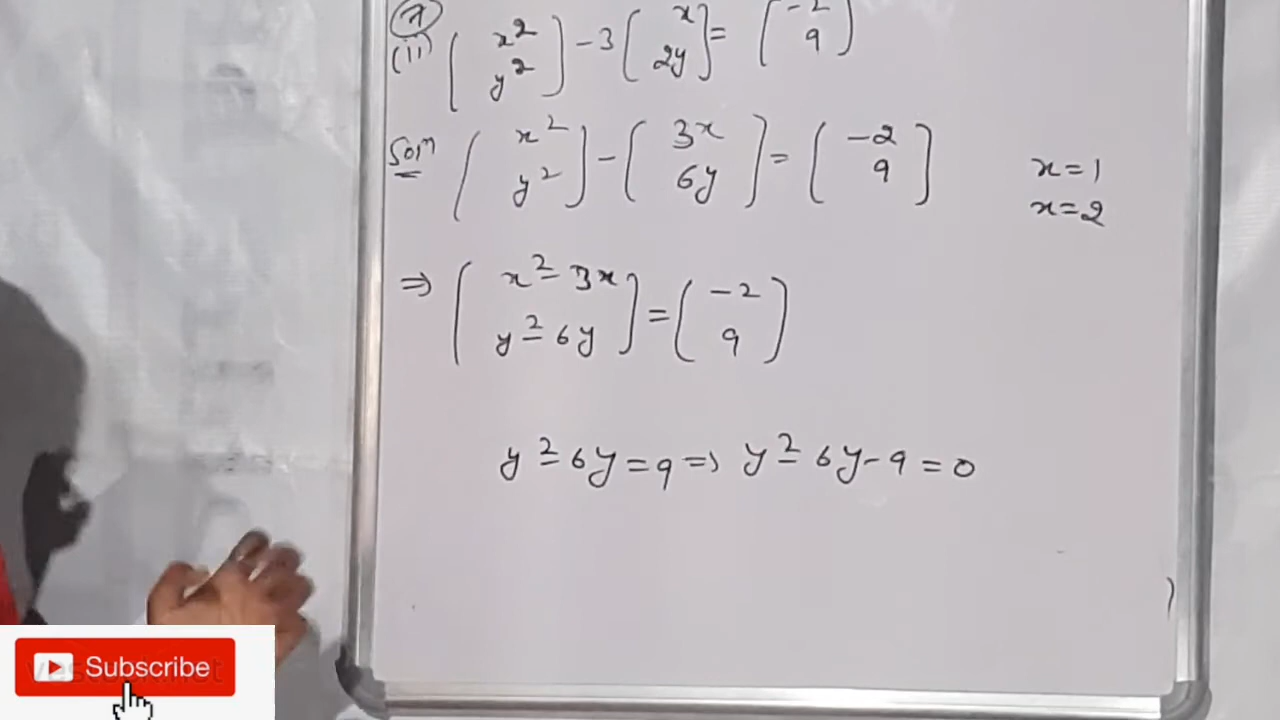 7
(ii) ( x² y² ) - 3 ( x 2y ) = ( -2 9 )
Soln ( x² y² ) - ( 3x 6y ) = ( -2 9 )
x = 1
x = 2
⇒ ( x² - 3x y² - 6y ) = ( -2 9 )
y² - 6y = 9 ⇒ y² - 6y - 9 = 0
Subscribe